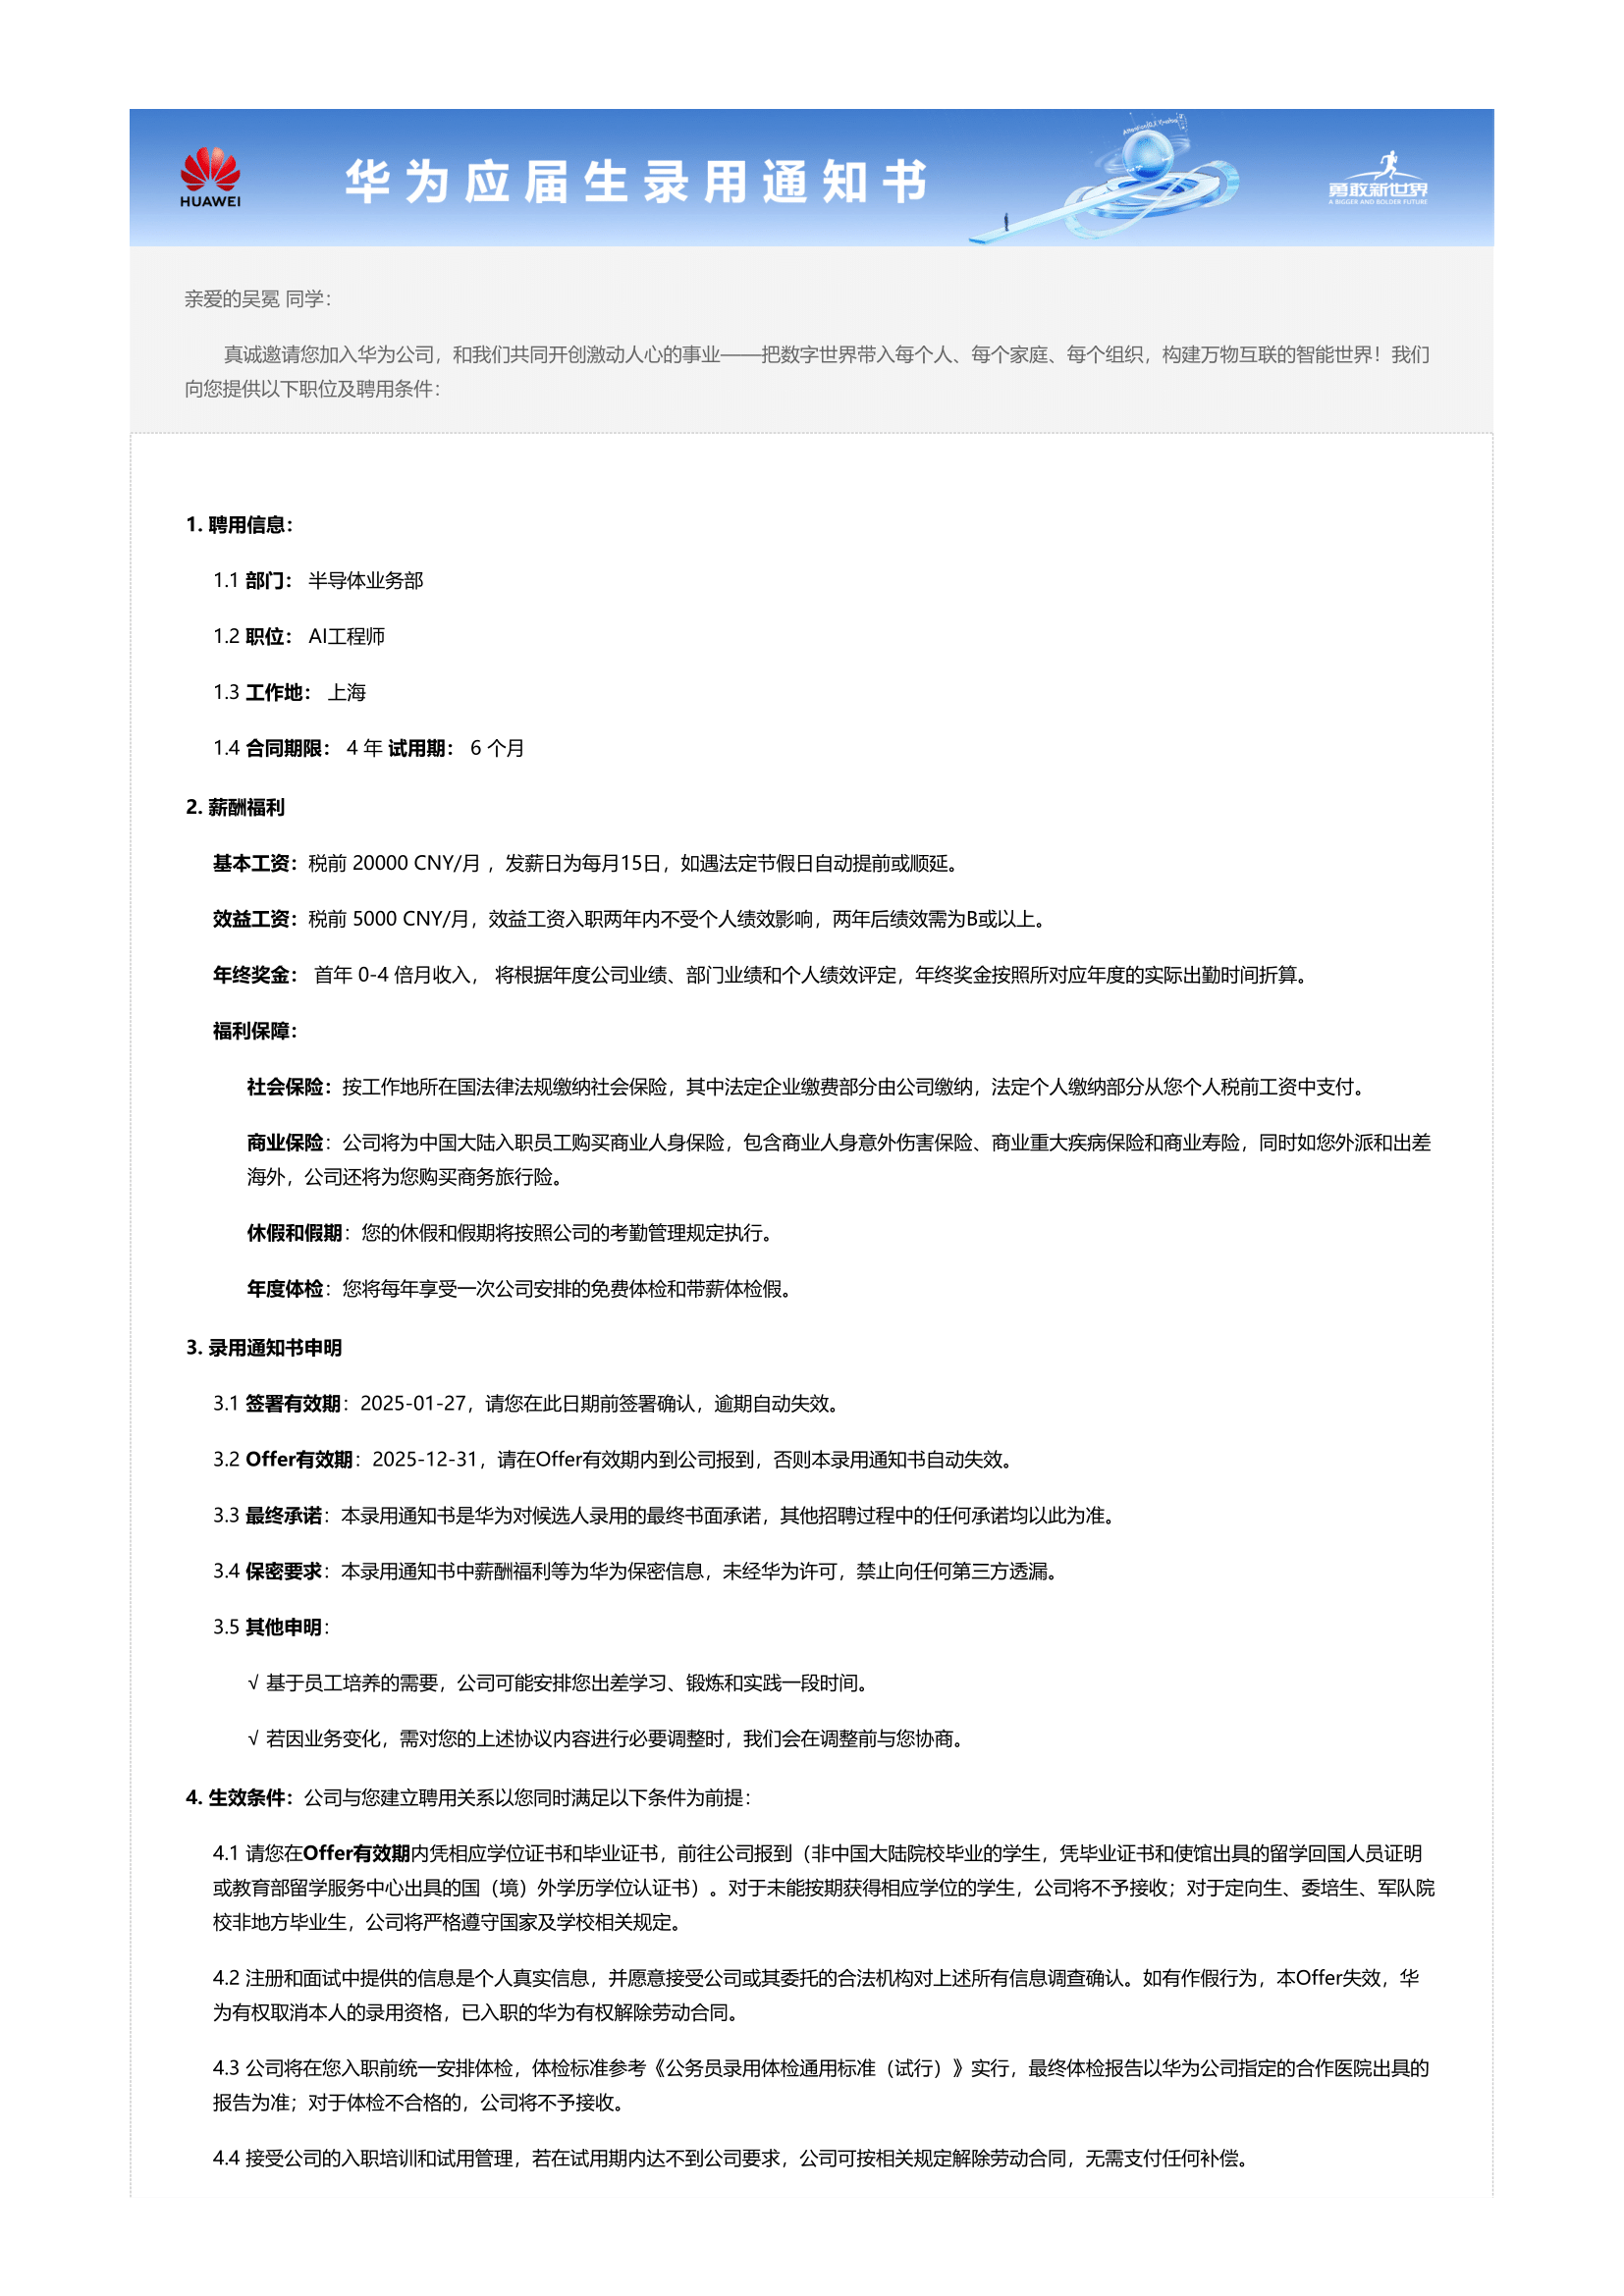 HUAWEI
华为应届生录用通知书
勇敢新世界
A BIGGER AND BOLDER FUTURE
亲爱的吴冕 同学：
真诚邀请您加入华为公司，和我们共同开创激动人心的事业——把数字世界带入每个人、每个家庭、每个组织，构建万物互联的智能世界！我们
向您提供以下职位及聘用条件：
1. 聘用信息：
1.1 部门： 半导体业务部
1.2 职位： AI工程师
1.3 工作地： 上海
1.4 合同期限： 4 年 试用期： 6 个月
2. 薪酬福利
基本工资：税前 20000 CNY/月 ，发薪日为每月15日，如遇法定节假日自动提前或顺延。
效益工资：税前 5000 CNY/月，效益工资入职两年内不受个人绩效影响，两年后绩效需为B或以上。
年终奖金： 首年 0-4 倍月收入， 将根据年度公司业绩、部门业绩和个人绩效评定，年终奖金按照所对应年度的实际出勤时间折算。
福利保障：
社会保险：按工作地所在国法律法规缴纳社会保险，其中法定企业缴费部分由公司缴纳，法定个人缴纳部分从您个人税前工资中支付。
商业保险：公司将为中国大陆入职员工购买商业人身保险，包含商业人身意外伤害保险、商业重大疾病保险和商业寿险，同时如您外派和出差
海外，公司还将为您购买商务旅行险。
休假和假期：您的休假和假期将按照公司的考勤管理规定执行。
年度体检：您将每年享受一次公司安排的免费体检和带薪体检假。
3. 录用通知书申明
3.1 签署有效期：2025-01-27，请您在此日期前签署确认，逾期自动失效。
3.2 Offer有效期：2025-12-31，请在Offer有效期内到公司报到，否则本录用通知书自动失效。
3.3 最终承诺：本录用通知书是华为对候选人录用的最终书面承诺，其他招聘过程中的任何承诺均以此为准。
3.4 保密要求：本录用通知书中薪酬福利等为华为保密信息，未经华为许可，禁止向任何第三方透漏。
3.5 其他申明：
√ 基于员工培养的需要，公司可能安排您出差学习、锻炼和实践一段时间。
√ 若因业务变化，需对您的上述协议内容进行必要调整时，我们会在调整前与您协商。
4. 生效条件：公司与您建立聘用关系以您同时满足以下条件为前提：
4.1 请您在Offer有效期内凭相应学位证书和毕业证书，前往公司报到（非中国大陆院校毕业的学生，凭毕业证书和使馆出具的留学回国人员证明
或教育部留学服务中心出具的国（境）外学历学位认证书）。对于未能按期获得相应学位的学生，公司将不予接收；对于定向生、委培生、军队院
校非地方毕业生，公司将严格遵守国家及学校相关规定。
4.2 注册和面试中提供的信息是个人真实信息，并愿意接受公司或其委托的合法机构对上述所有信息调查确认。如有作假行为，本Offer失效，华
为有权取消本人的录用资格，已入职的华为有权解除劳动合同。
4.3 公司将在您入职前统一安排体检，体检标准参考《公务员录用体检通用标准（试行）》实行，最终体检报告以华为公司指定的合作医院出具的
报告为准；对于体检不合格的，公司将不予接收。
4.4 接受公司的入职培训和试用管理，若在试用期内达不到公司要求，公司可按相关规定解除劳动合同，无需支付任何补偿。